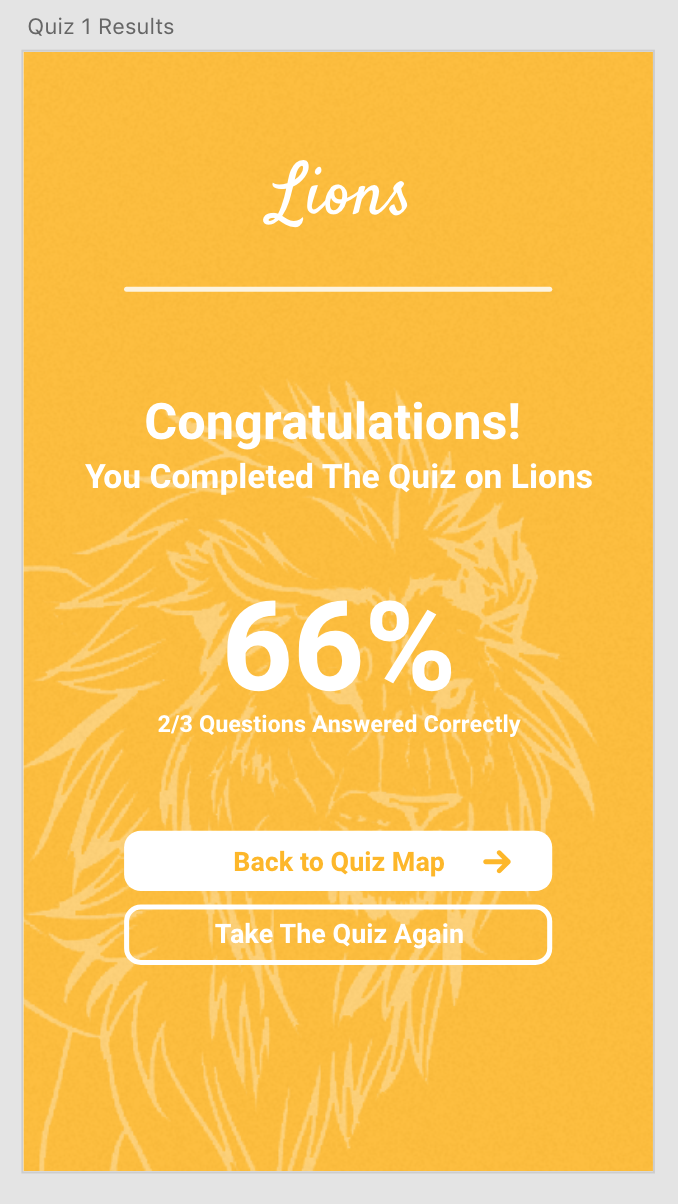 Quiz 1 Results
Lions
Congratulations!
You Completed The Quiz on Lions
66%
2/3 Questions Answered Correctly
Back to Quiz Map
Take The Quiz Again